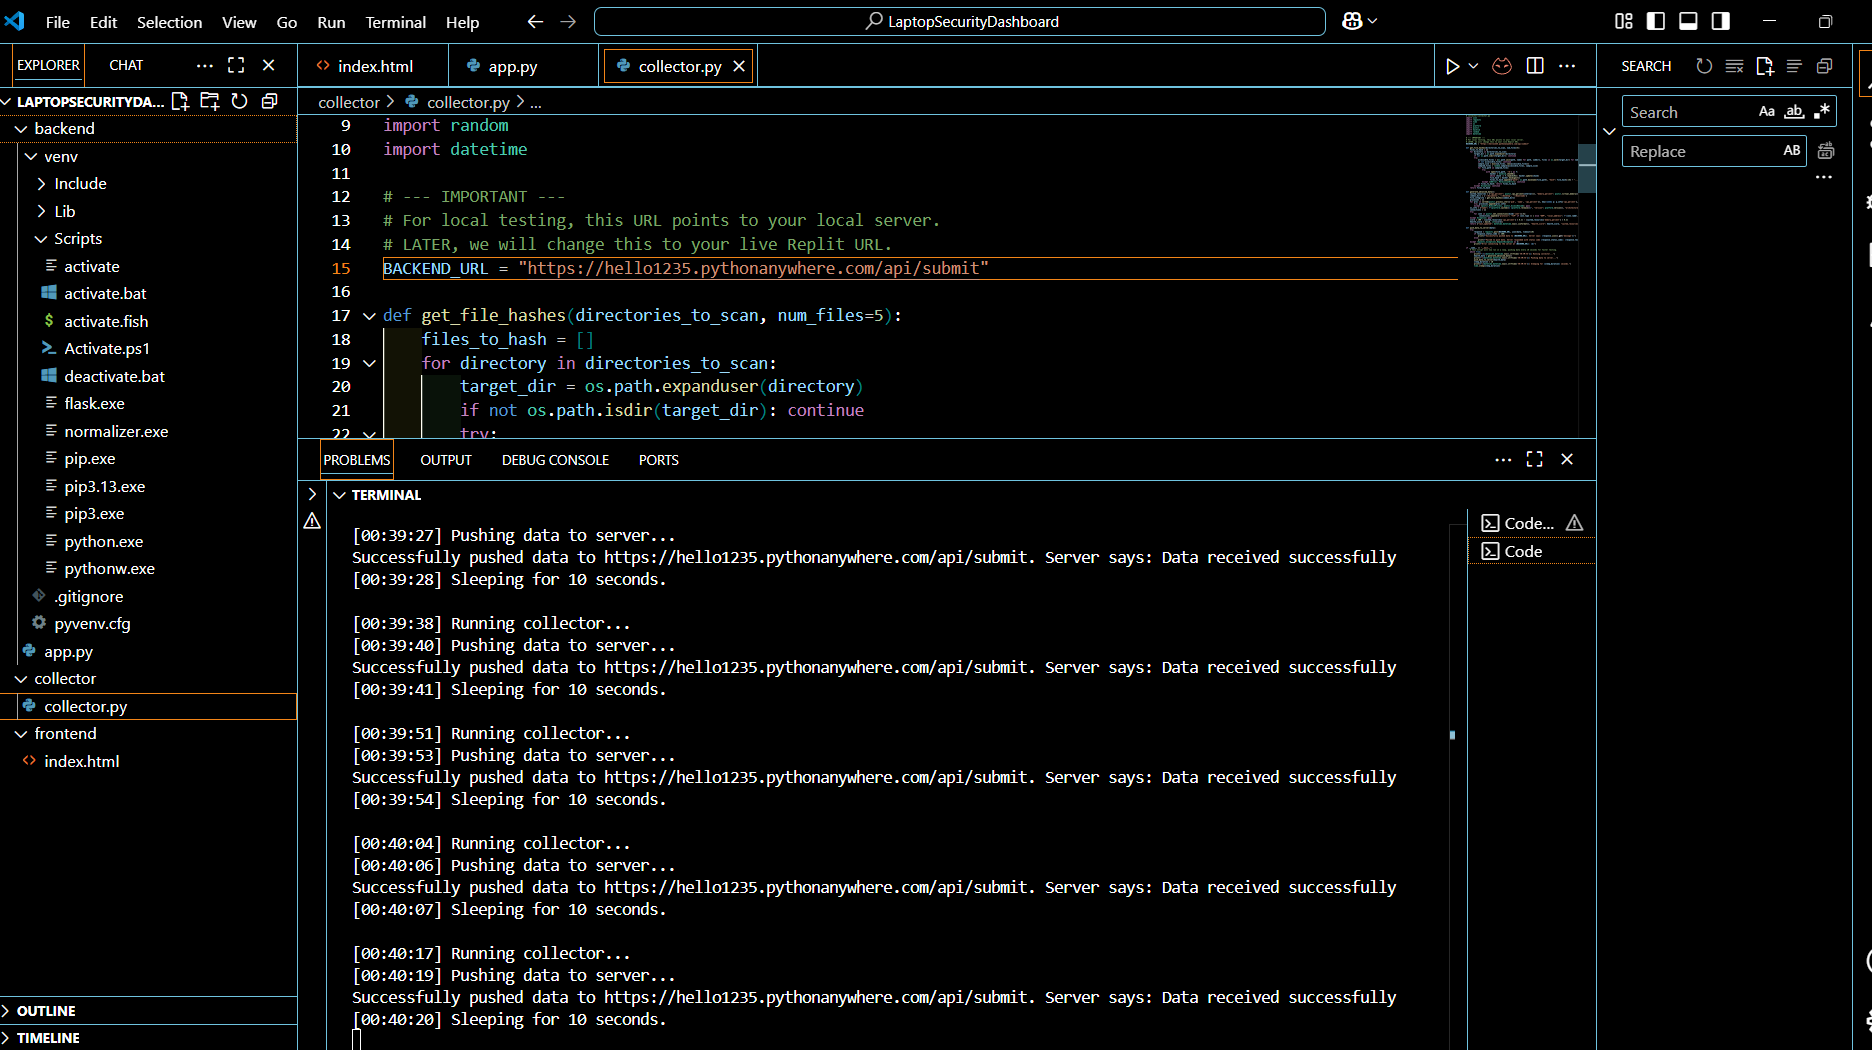 File Edit Selection View Go Run Terminal Help
LaptopSecurityDashboard
EXPLORER CHAT
index.html app.py collector.py
SEARCH
LAPTOPSECURITYDA...
collector > collector.py > ...
Search Aa ab
Replace AB
backend
venv
Include
Lib
Scripts
activate
activate.bat
activate.fish
Activate.ps1
deactivate.bat
flask.exe
normalizer.exe
pip.exe
pip3.13.exe
pip3.exe
python.exe
pythonw.exe
.gitignore
pyvenv.cfg
app.py
collector
collector.py
frontend
index.html
OUTLINE
TIMELINE
9 import random
10 import datetime
11
12 # --- IMPORTANT ---
13 # For local testing, this URL points to your local server.
14 # LATER, we will change this to your live Replit URL.
15 BACKEND_URL = "https://hello1235.pythonanywhere.com/api/submit"
16
17 def get_file_hashes(directories_to_scan, num_files=5):
18 files_to_hash = []
19 for directory in directories_to_scan:
20 target_dir = os.path.expanduser(directory)
21 if not os.path.isdir(target_dir): continue
22 try:
PROBLEMS OUTPUT DEBUG CONSOLE PORTS
TERMINAL
[00:39:27] Pushing data to server...
Successfully pushed data to https://hello1235.pythonanywhere.com/api/submit. Server says: Data received successfully
[00:39:28] Sleeping for 10 seconds.
[00:39:38] Running collector...
[00:39:40] Pushing data to server...
Successfully pushed data to https://hello1235.pythonanywhere.com/api/submit. Server says: Data received successfully
[00:39:41] Sleeping for 10 seconds.
[00:39:51] Running collector...
[00:39:53] Pushing data to server...
Successfully pushed data to https://hello1235.pythonanywhere.com/api/submit. Server says: Data received successfully
[00:39:54] Sleeping for 10 seconds.
[00:40:04] Running collector...
[00:40:06] Pushing data to server...
Successfully pushed data to https://hello1235.pythonanywhere.com/api/submit. Server says: Data received successfully
[00:40:07] Sleeping for 10 seconds.
[00:40:17] Running collector...
[00:40:19] Pushing data to server...
Successfully pushed data to https://hello1235.pythonanywhere.com/api/submit. Server says: Data received successfully
[00:40:20] Sleeping for 10 seconds.
Code...
Code